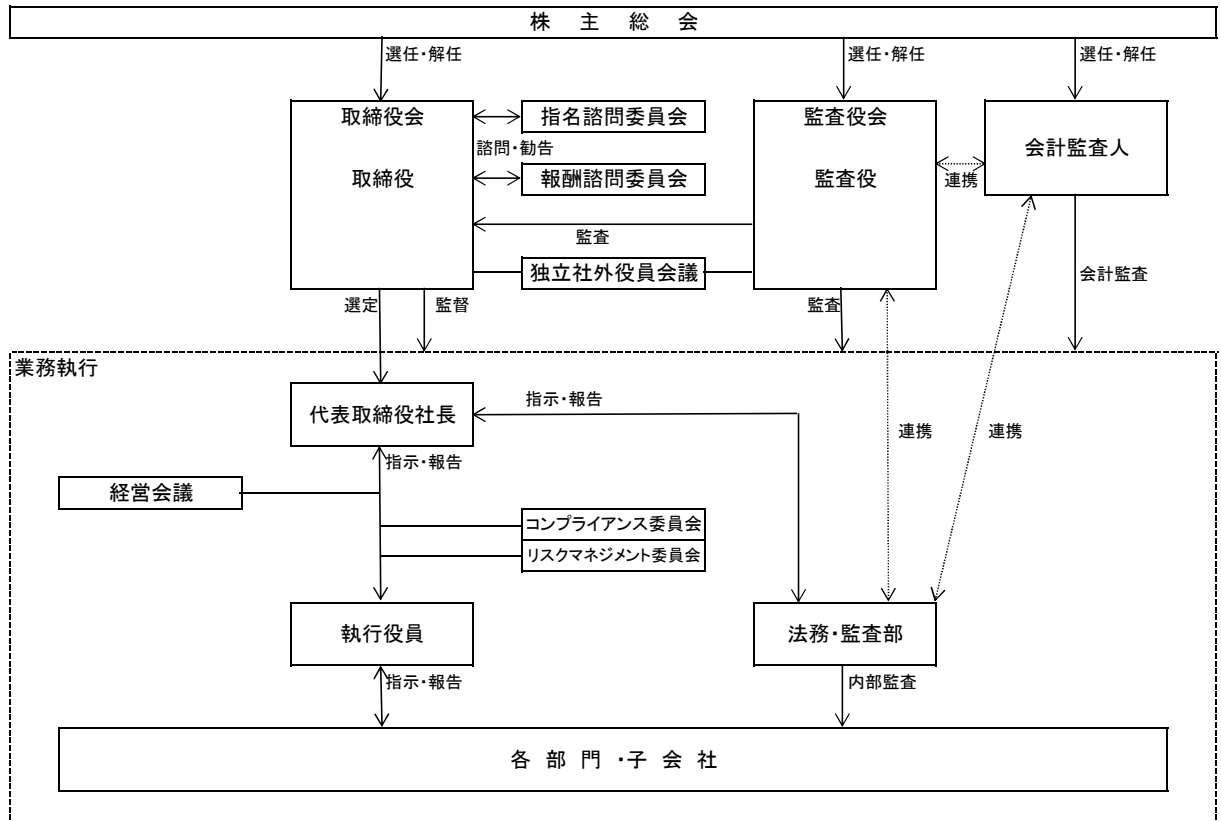 株 主 総 会
選任・解任
選任・解任
選任・解任
取締役会
取締役
指名諮問委員会
諮問・勧告
報酬諮問委員会
監査役会
監査役
連携
会計監査人
監査
独立社外役員会議
選定
監督
監査
会計監査
業務執行
代表取締役社長
指示・報告
指示・報告
連携
連携
経営会議
コンプライアンス委員会
リスクマネジメント委員会
執行役員
法務・監査部
指示・報告
内部監査
各 部 門 ・子 会 社